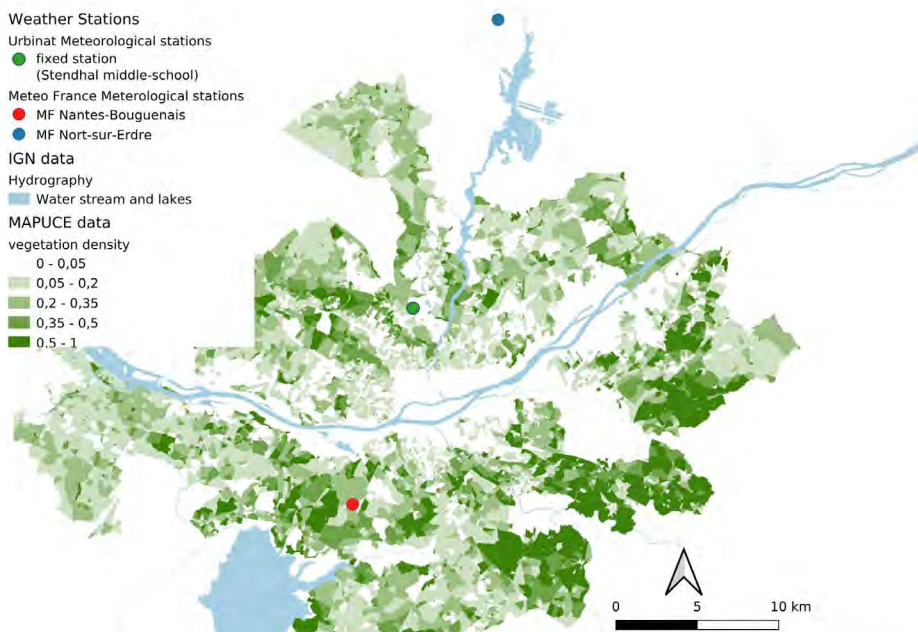 Weather Stations
Urbinat Meteorological stations
fixed station
(Stendhal middle-school)
Meteo France Meterological stations
MF Nantes-Bouguenais
MF Nort-sur-Erdre
IGN data
Hydrography
Water stream and lakes
MAPUCE data
vegetation density
0 - 0,05
0,05 - 0,2
0,2 - 0,35
0,35 - 0,5
0.5 - 1
0 5 10 km